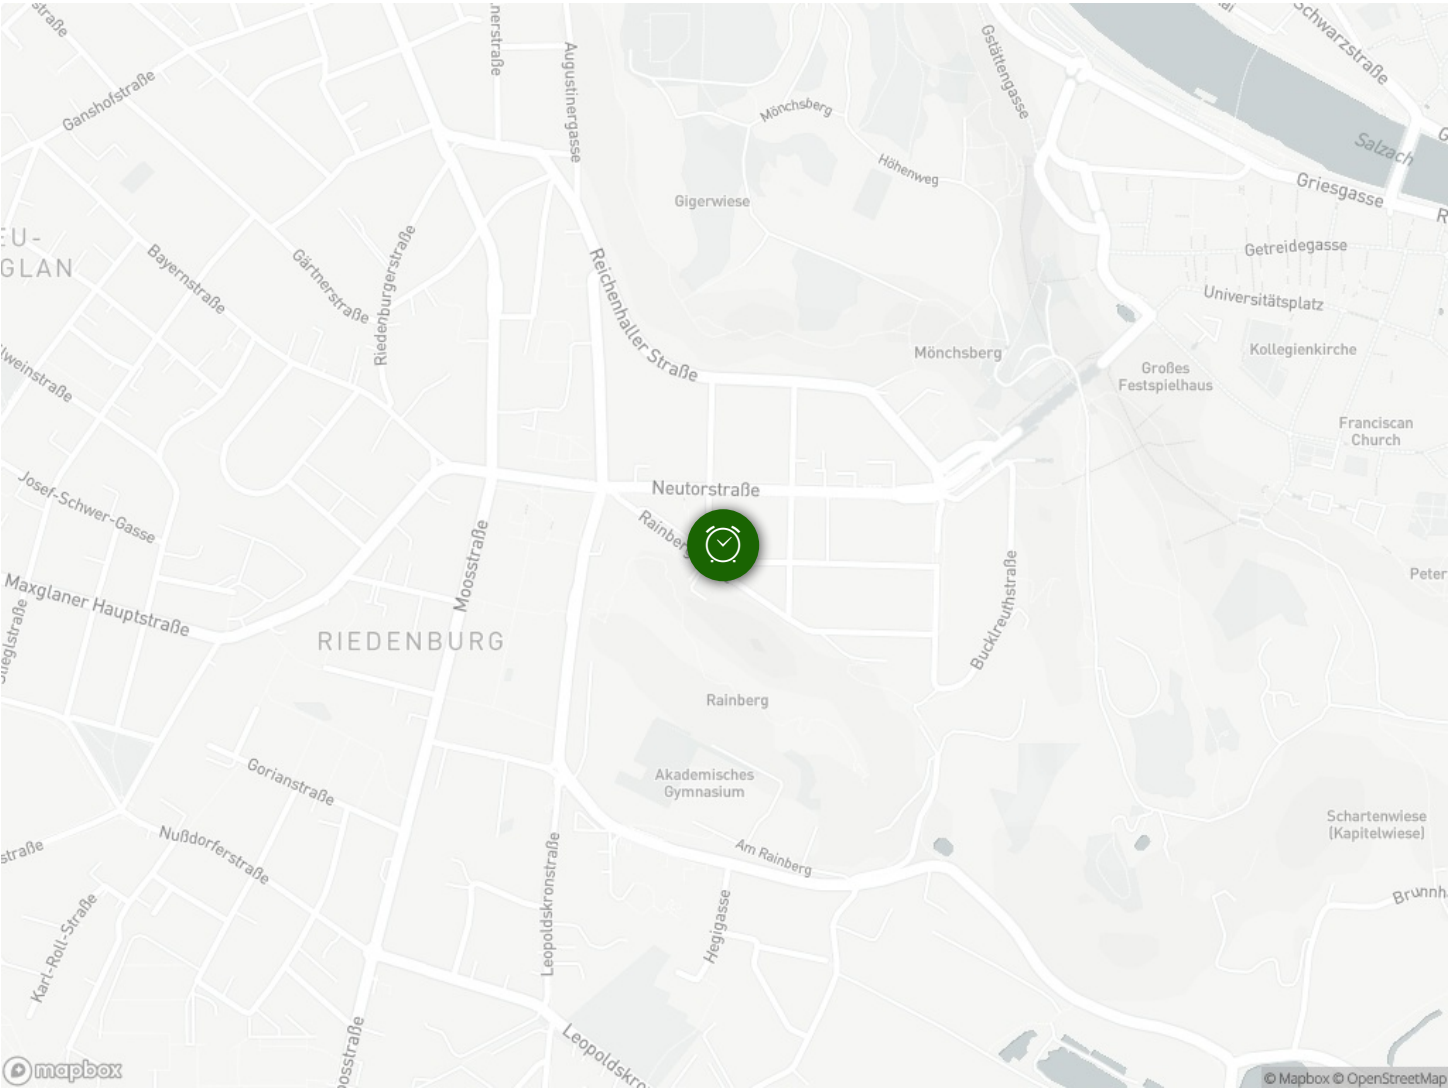 Schwarzstraße
Gstättengasse
Augustinergasse
Ganshofstraße
Mönchsberg
Salzach
Höhenweg
Griesgasse
Gigerwiese
Getreidegasse
GLAN
Bayernstraße
Gärtnerstraße
Riedenburgerstraße
Reichenhaller Straße
Universitätsplatz
Mönchsberg
Kollegienkirche
Großes
Festspielhaus
Franciscan
Church
Josef-Schwer-Gasse
Neutorstraße
Moosstraße
Bucklreuthstraße
Peter
Maxglaner Hauptstraße
RIEDENBURG
Rainberg
Akademisches
Gymnasium
Gorianstraße
Schartenwiese
(Kapitelwiese)
Nußdorferstraße
Am Rainberg
Leopoldskronstraße
Hegigasse
Karl-Roll-Straße
mapbox
© Mapbox © OpenStreetMap